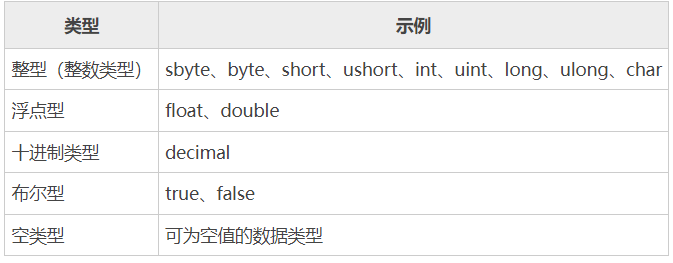 类型 示例
整型（整数类型） sbyte、byte、short、ushort、int、uint、long、ulong、char
浮点型 float、double
十进制类型 decimal
布尔型 true、false
空类型 可为空值的数据类型